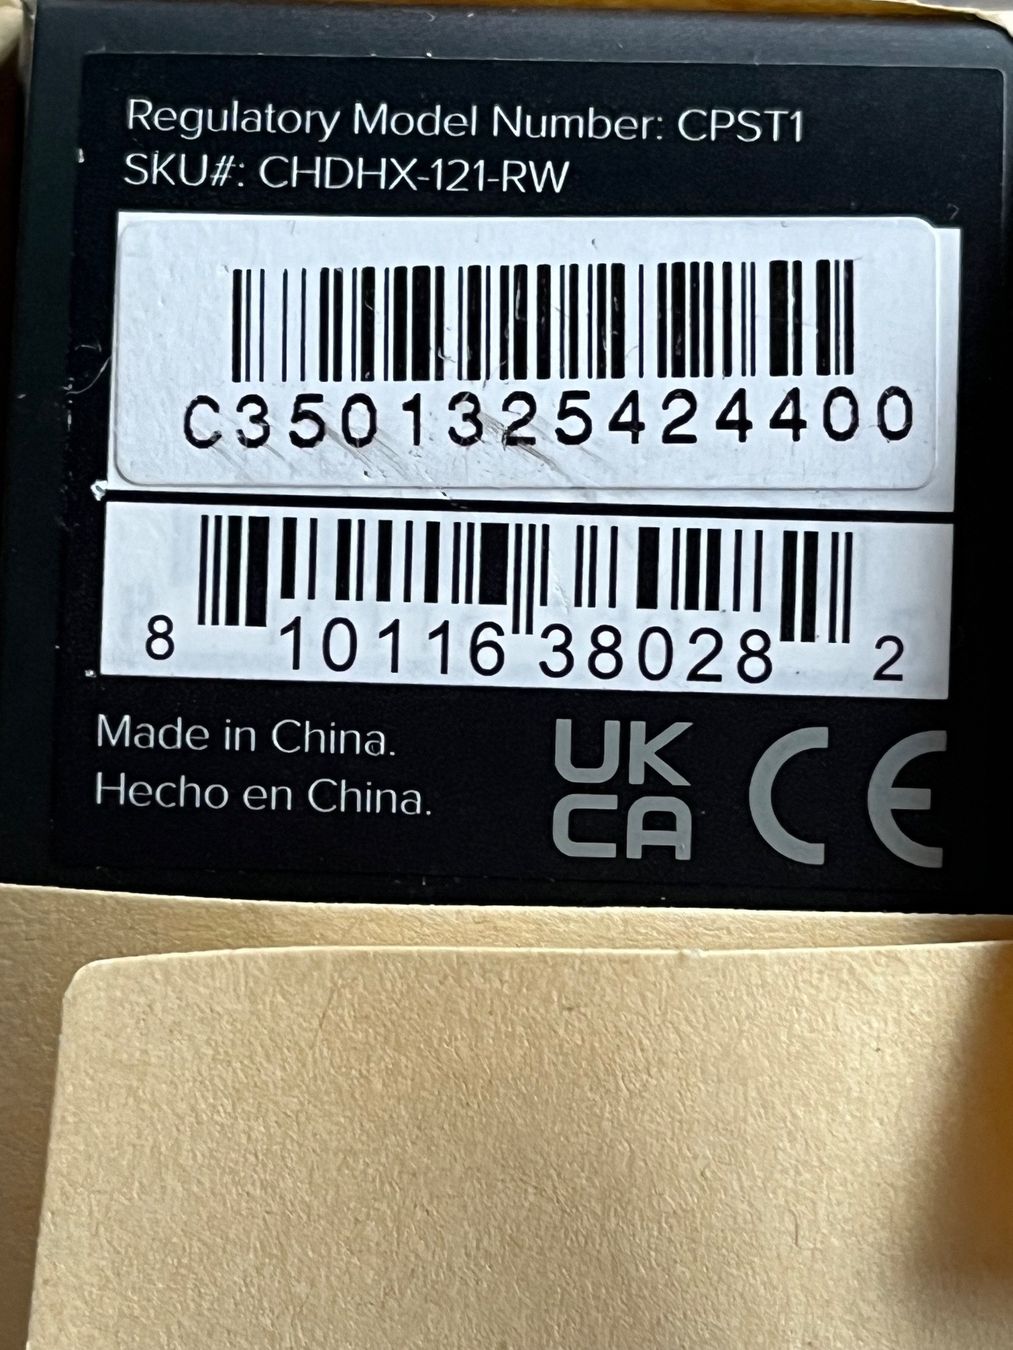 Regulatory Model Number: CPST1
SKU#: CHDHX-121-RW
C3501325424400
8 10116 38028 2
Made in China.
Hecho en China.
UK
CA
CE